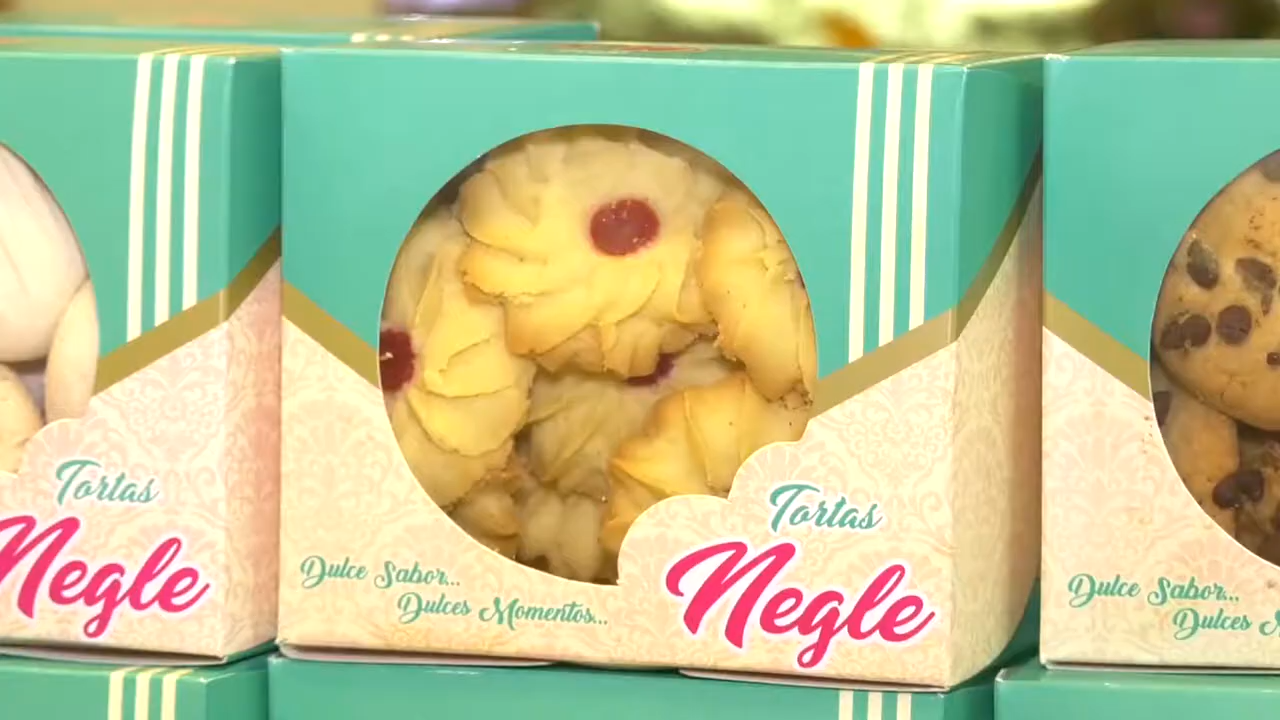 Tortas
Negle
Tortas
Negle
Dulce Sabor...
Dulces Momentos...
Dulce Sabor...
Dulces